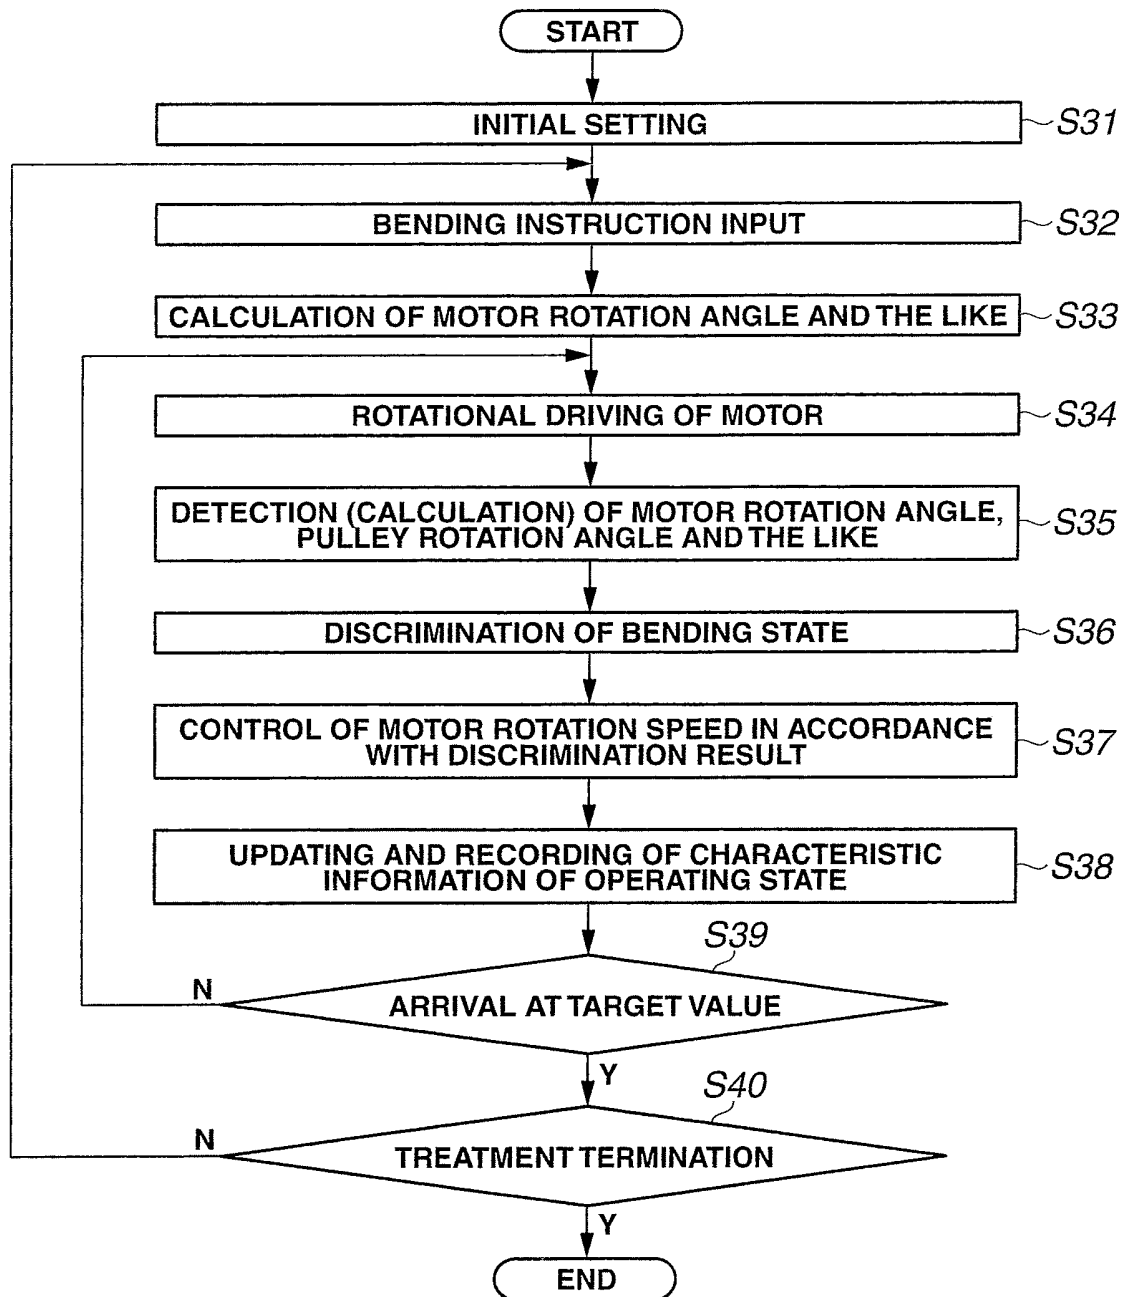 START
INITIAL SETTING
S31
BENDING INSTRUCTION INPUT
S32
CALCULATION OF MOTOR ROTATION ANGLE AND THE LIKE
S33
ROTATIONAL DRIVING OF MOTOR
S34
DETECTION (CALCULATION) OF MOTOR ROTATION ANGLE,
PULLEY ROTATION ANGLE AND THE LIKE
S35
DISCRIMINATION OF BENDING STATE
S36
CONTROL OF MOTOR ROTATION SPEED IN ACCORDANCE
WITH DISCRIMINATION RESULT
S37
UPDATING AND RECORDING OF CHARACTERISTIC
INFORMATION OF OPERATING STATE
S38
S39
N
ARRIVAL AT TARGET VALUE
Y
S40
N
TREATMENT TERMINATION
Y
END